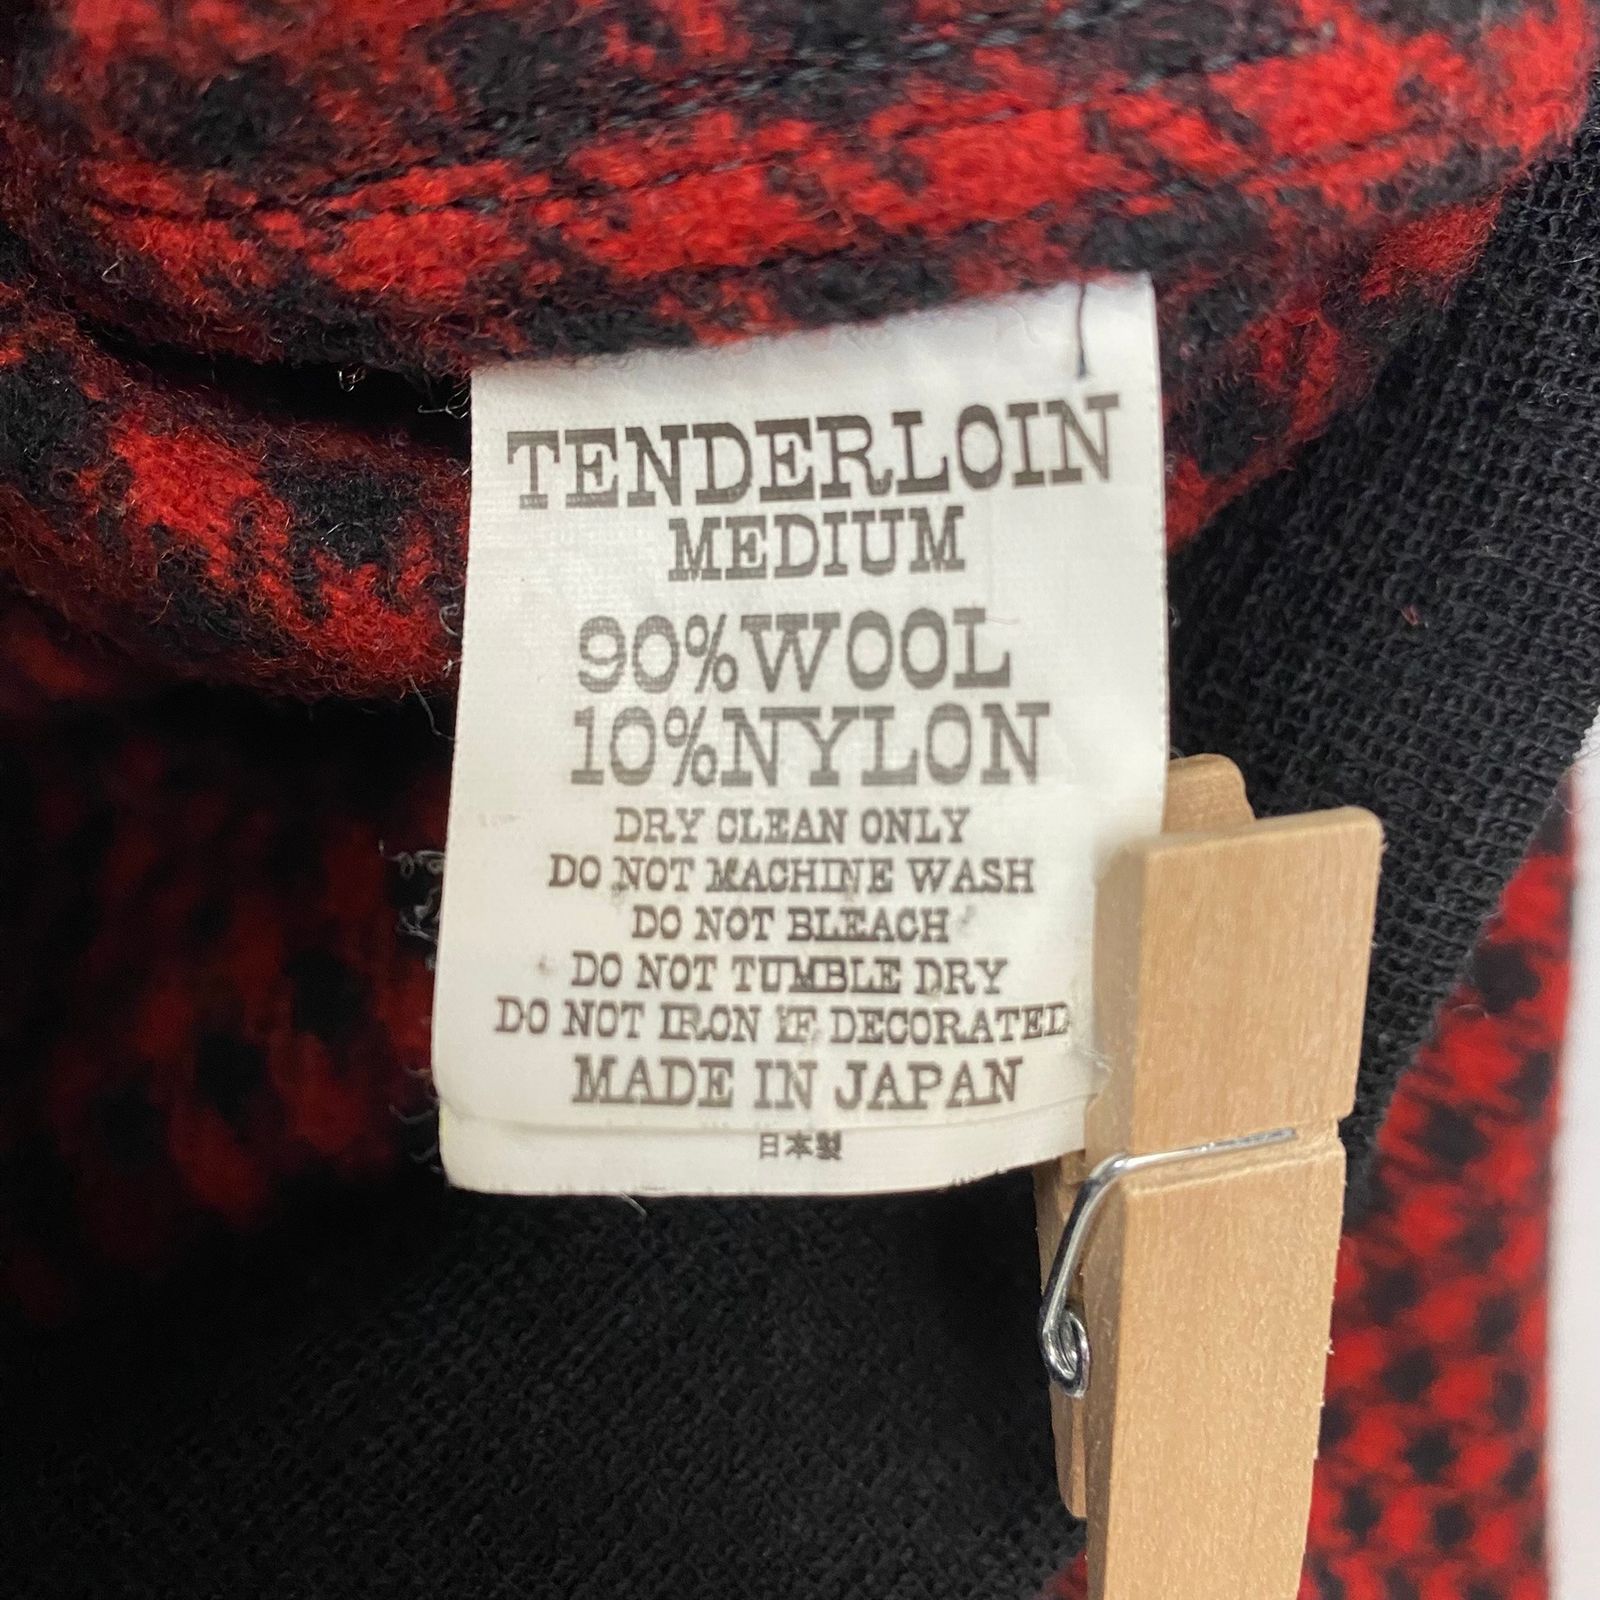 TENDERLOIN
MEDIUM
90%WOOL
10%NYLON
DRY CLEAN ONLY
DO NOT MACHINE WASH
DO NOT BLEACH
DO NOT TUMBLE DRY
DO NOT IRON IF DECORATED
MADE IN JAPAN
日本製